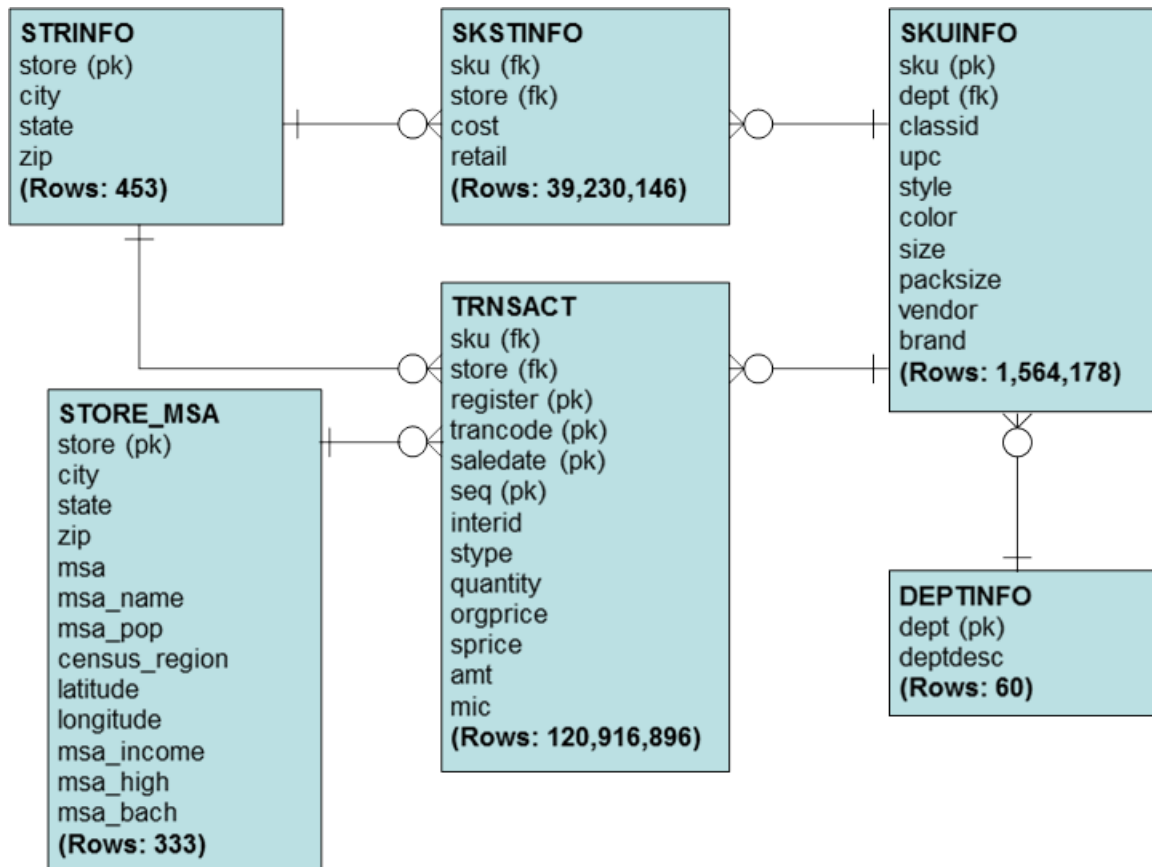 STRINFO
store (pk)
city
state
zip
(Rows: 453)
SKSTINFO
sku (fk)
store (fk)
cost
retail
(Rows: 39,230,146)
SKUINFO
sku (pk)
dept (fk)
classid
upc
style
color
size
packsize
vendor
brand
(Rows: 1,564,178)
TRNSACT
sku (fk)
store (fk)
register (pk)
trancode (pk)
saledate (pk)
seq (pk)
interid
stype
quantity
orgprice
sprice
amt
mic
(Rows: 120,916,896)
STORE_MSA
store (pk)
city
state
zip
msa
msa_name
msa_pop
census_region
latitude
longitude
msa_income
msa_high
msa_bach
(Rows: 333)
DEPTINFO
dept (pk)
deptdesc
(Rows: 60)